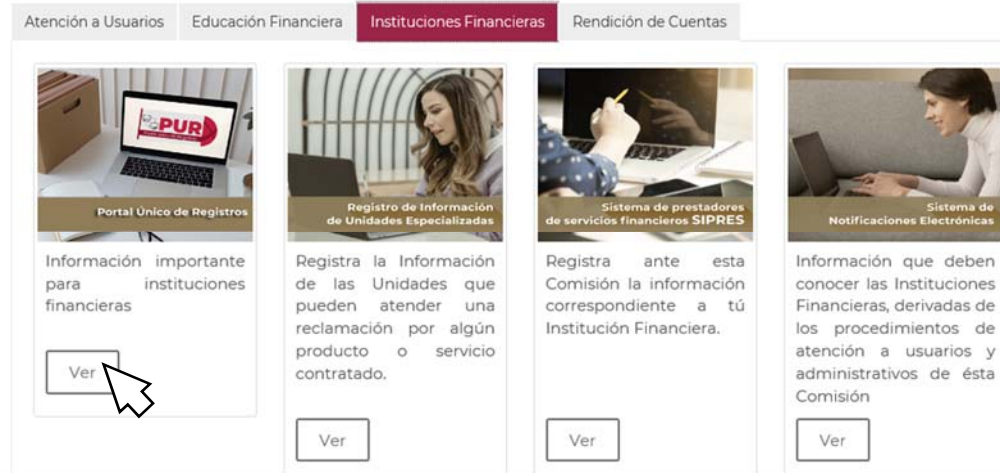 Atención a Usuarios
Educación Financiera
Instituciones Financieras
Rendición de Cuentas
PUR
Portal Único de Registros
Información importante
para instituciones
financieras
Ver
Registro de Información
de Unidades Especializadas
Registra la Información
de las Unidades que
pueden atender una
reclamación por algún
producto o servicio
contratado.
Ver
Sistema de prestadores
de servicios financieros SIPRES
Registra ante esta
Comisión la información
correspondiente a tú
Institución Financiera.
Ver
Sistema de
Notificaciones Electrónicas
Información que deben
conocer las Instituciones
Financieras, derivadas de
los procedimientos de
atención a usuarios y
administrativos de ésta
Comisión
Ver